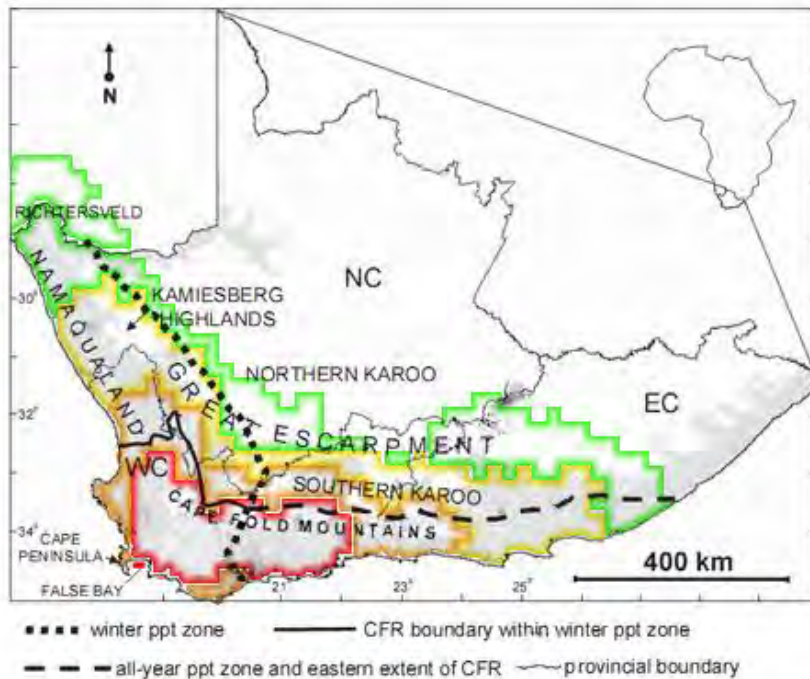 N
RICHTERSVELD
NAMAQUALAND
30°
KAMIESBERG
HIGHLANDS
NC
GREAT ESCARPMENT
NORTHERN KAROO
EC
32°
WC
SOUTHERN KAROO
CAPE FOLD MOUNTAINS
34°
CAPE
PENINSULA
FALSE BAY
400 km
20° 21° 23° 25°
winter ppt zone CFR boundary within winter ppt zone
all-year ppt zone and eastern extent of CFR provincial boundary